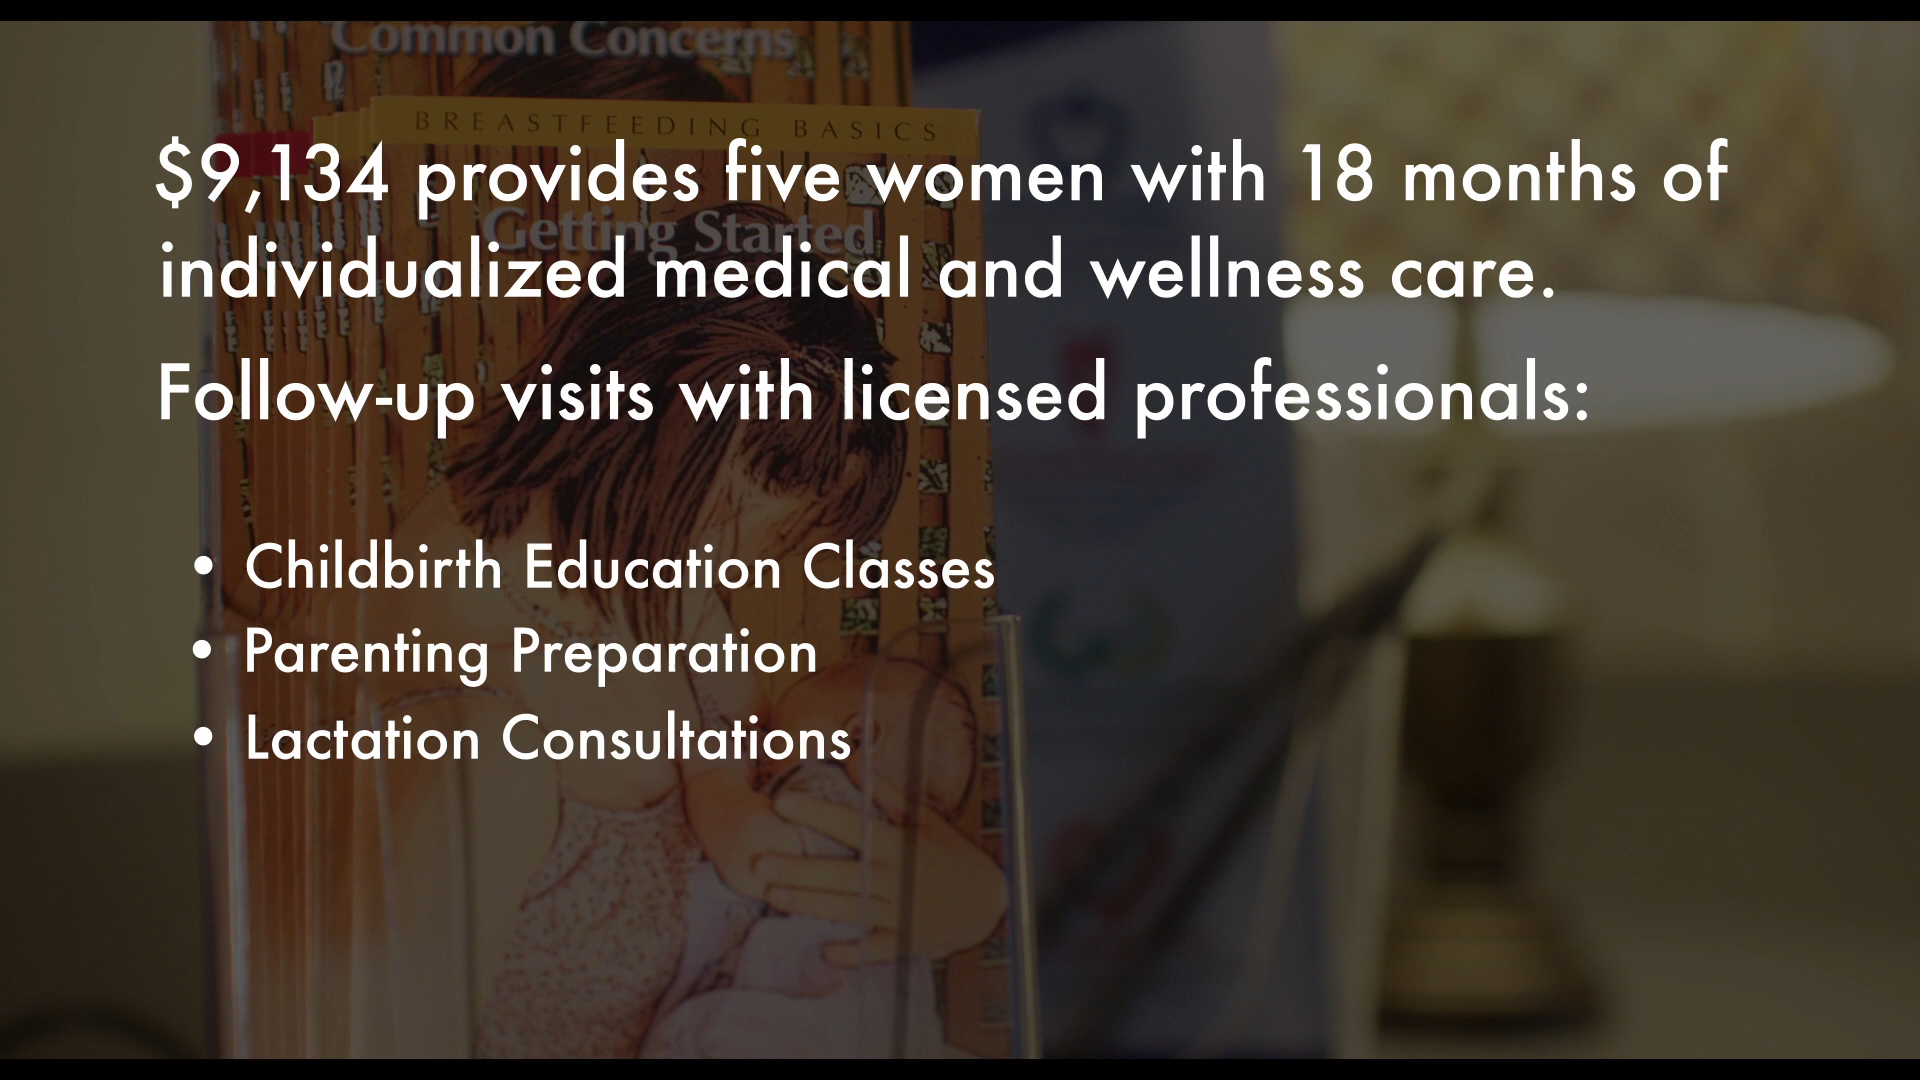 Common Concerns
BREASTFEEDING BASICS
$9,134 provides five women with 18 months of
Getting Started
individualized medical and wellness care.
Follow-up visits with licensed professionals:
• Childbirth Education Classes
• Parenting Preparation
• Lactation Consultations